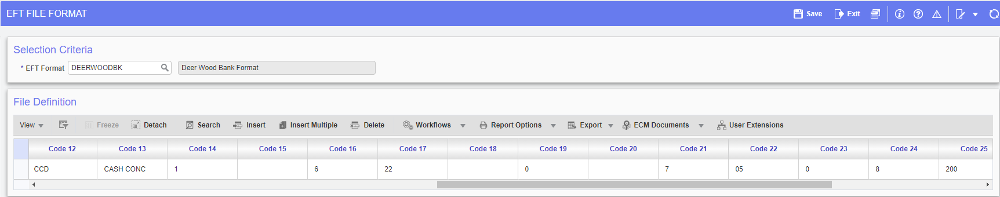 EFT FILE FORMAT Save Exit
Selection Criteria
* EFT Format DEERWOODBK Deer Wood Bank Format
File Definition
View Freeze Detach Search Insert Insert Multiple Delete Workflows Report Options Export ECM Documents User Extensions
Code 12 Code 13 Code 14 Code 15 Code 16 Code 17 Code 18 Code 19 Code 20 Code 21 Code 22 Code 23 Code 24 Code 25
CCD CASH CONC 1 6 22 0 7 05 0 8 200